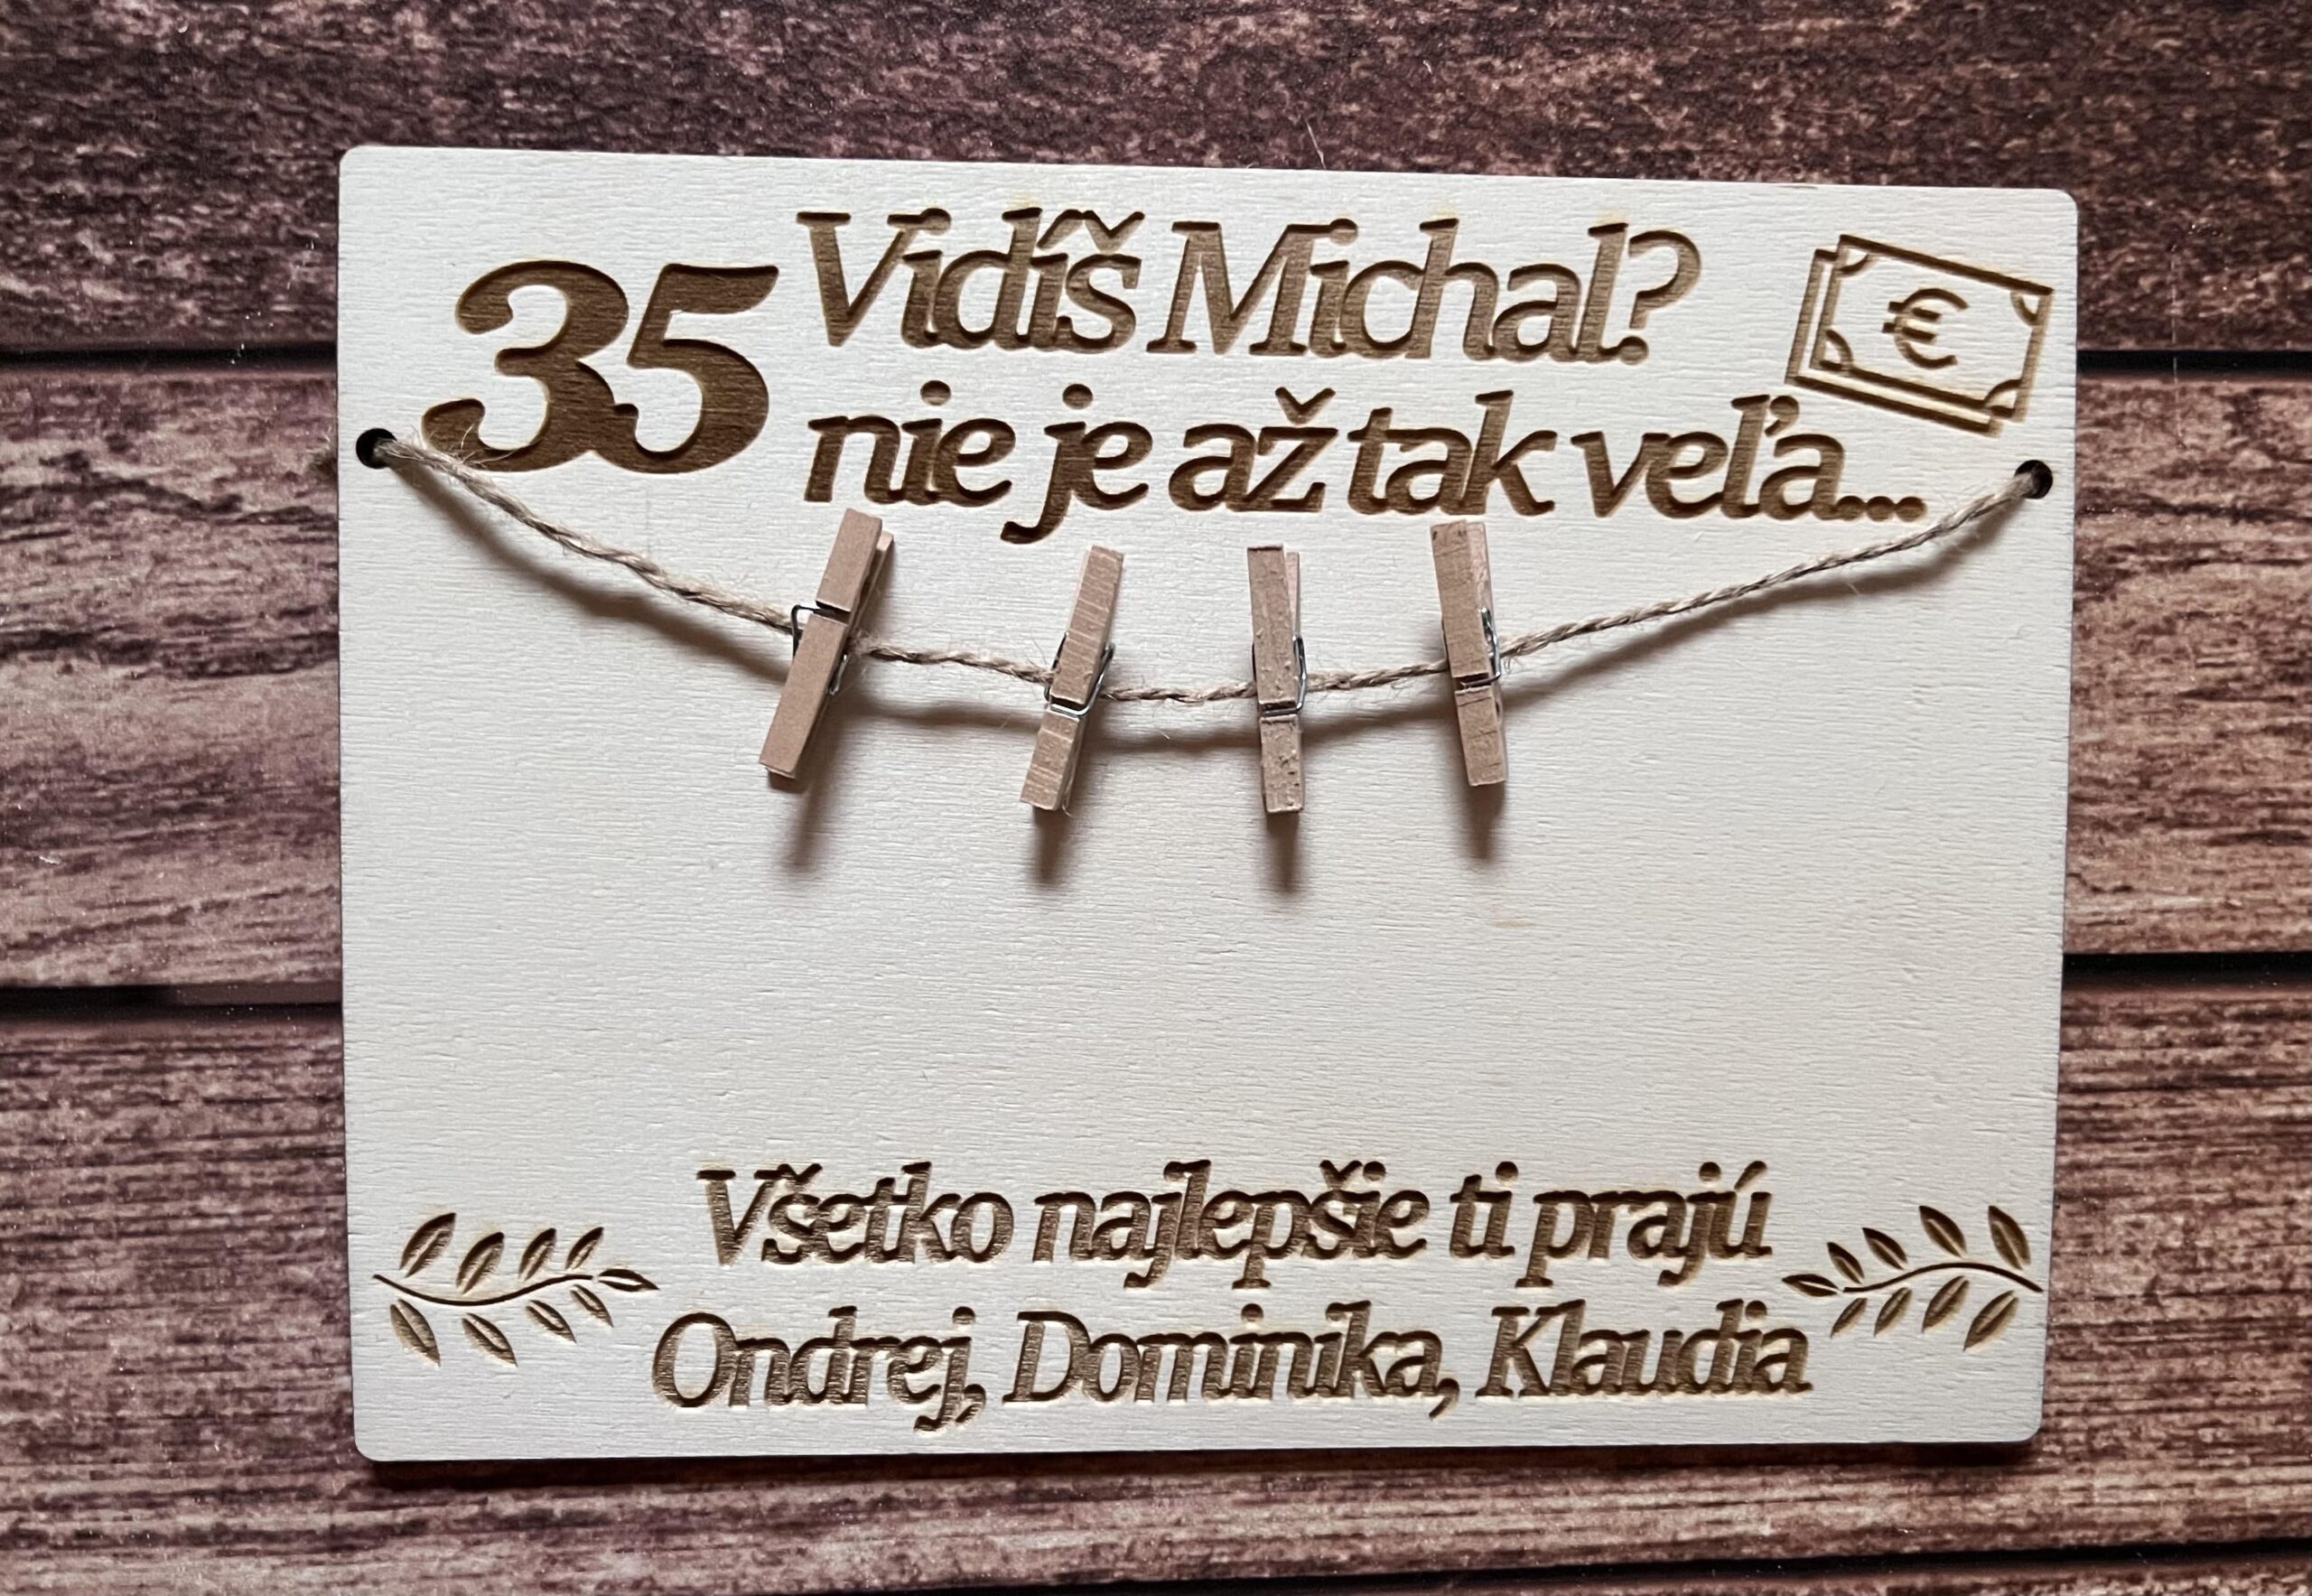 35
Vidíš Michal?
nie je až tak veľa...
€
Všetko najlepšie ti prajú
Ondrej, Dominika, Klaudia